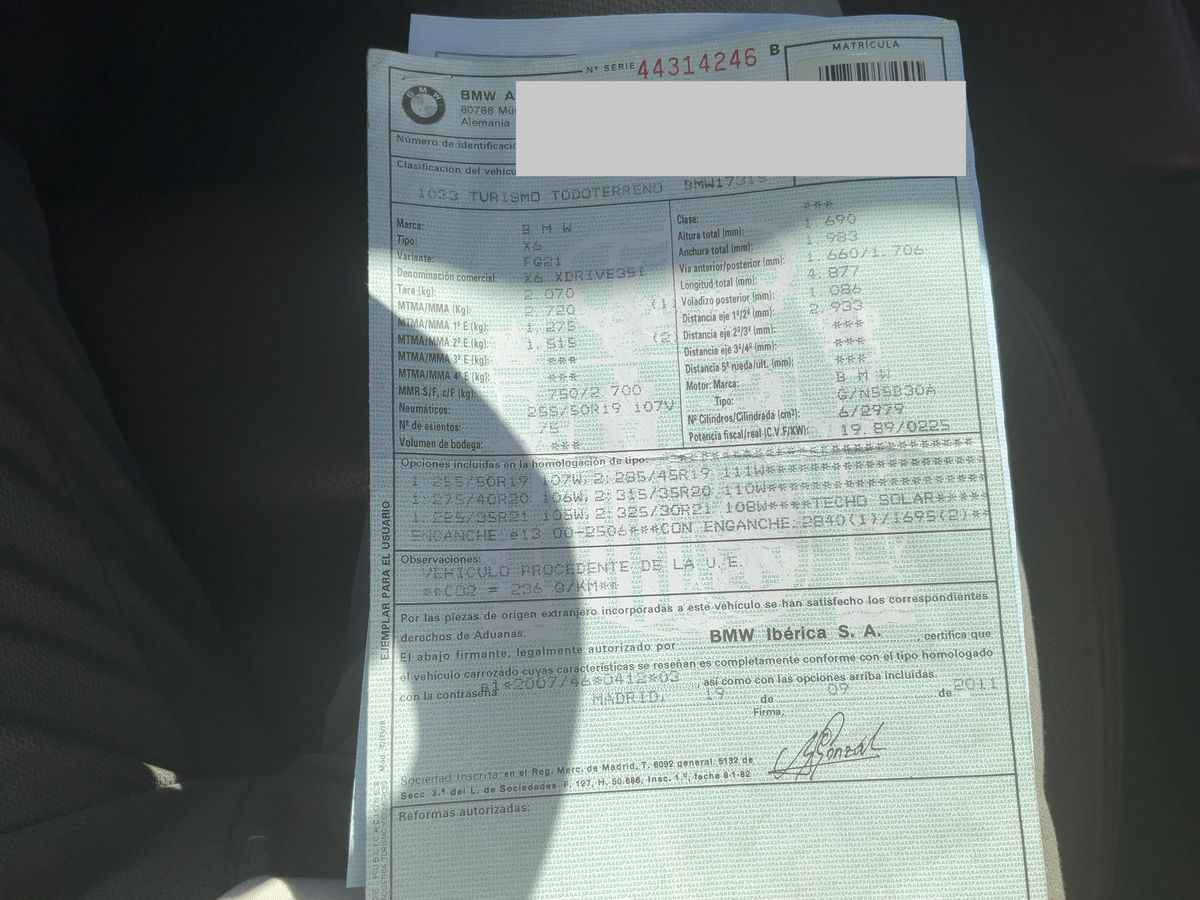 Nº SERIE 44314246 B
MATRÍCULA
BMW
BMW A
80788 Mü
Alemania
Número de identificació
Clasificación del vehícu
1033 TURISMO TODOTERRENO BMW17315
Marca: B M W
Tipo: X6
Variante: FG21
Denominación comercial: X6 XDRIVE35I
Tara (kg): 2.070
MTMA/MMA (Kg): 2.720 (1)
MTMA/MMA 1º E (kg): 1.275
MTMA/MMA 2º E (kg): 1.515 (2)
MTMA/MMA 3º E (kg): ***
MTMA/MMA 4º E (kg): ***
MMR S/F, c/F (kg): 750/2.700
Neumáticos: 255/50R19 107V
Nº de asientos:
Volumen de bodega: ***
Clase: ***
Altura total (mm): 1.690
Anchura total (mm): 1.983
Vía anterior/posterior (mm): 1.660/1.706
Longitud total (mm): 4.877
Voladizo posterior (mm): 1.086
Distancia eje 1º/2º (mm): 2.933
Distancia eje 2º/3º (mm): ***
Distancia eje 3º/4º (mm): ***
Distancia 5ª rueda/últ. (mm): ***
Motor: Marca: B M W
Tipo: G/N55B30A
Nº Cilindros/Cilindrada (cm³): 6/2979
Potencia fiscal/real (C.V.F/KW): 19.89/0225
Opciones incluidas en la homologación de tipo:
1 255/50R19 107W, 2: 285/45R19 111W
1 275/40R20 106W, 2: 315/35R20 110W
1 285/35R21 105W, 2: 325/30R21 108W****TECHO SOLAR
ENGANCHE e13 00-2506***CON ENGANCHE: 2840(1)/1695(2)**
Observaciones:
VEHICULO PROCEDENTE DE LA U.E.
**CO2 = 236 G/KM**
Por las piezas de origen extranjero incorporadas a este vehículo se han satisfecho los correspondientes
derechos de Aduanas.
El abajo firmante, legalmente autorizado por BMW Ibérica S. A., certifica que
el vehículo carrozado cuyas características se reseñan es completamente conforme con el tipo homologado
con la contraseña e1*2007/46*0412*03, así como con las opciones arriba incluidas.
MADRID, 19 de 09 de 2011
Firma,
Sociedad Inscrita en el Reg. Merc. de Madrid, T. 6092 general. 5132 de
Secc 3.ª del L. de Sociedades F. 127, H. 50.686, Insc. 1.ª, fecha 8-1-82
Reformas autorizadas:
EJEMPLAR PARA EL USUARIO